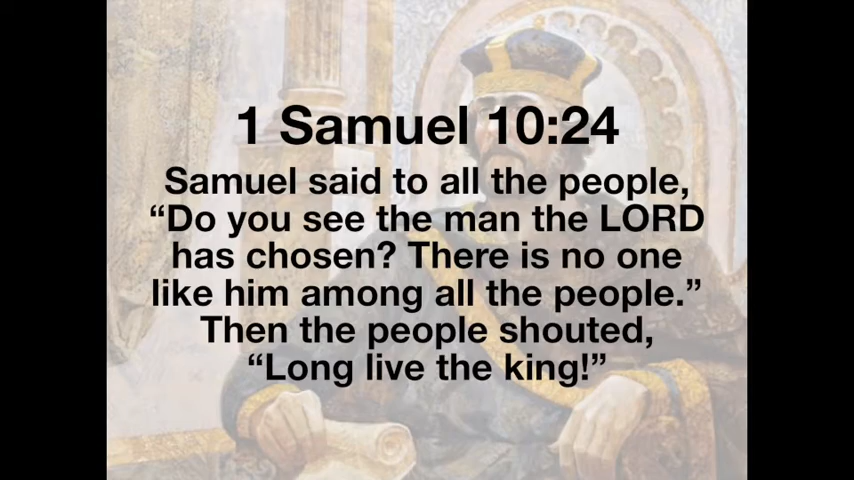 1 Samuel 10:24
Samuel said to all the people,
“Do you see the man the LORD
has chosen? There is no one
like him among all the people.”
Then the people shouted,
“Long live the king!”